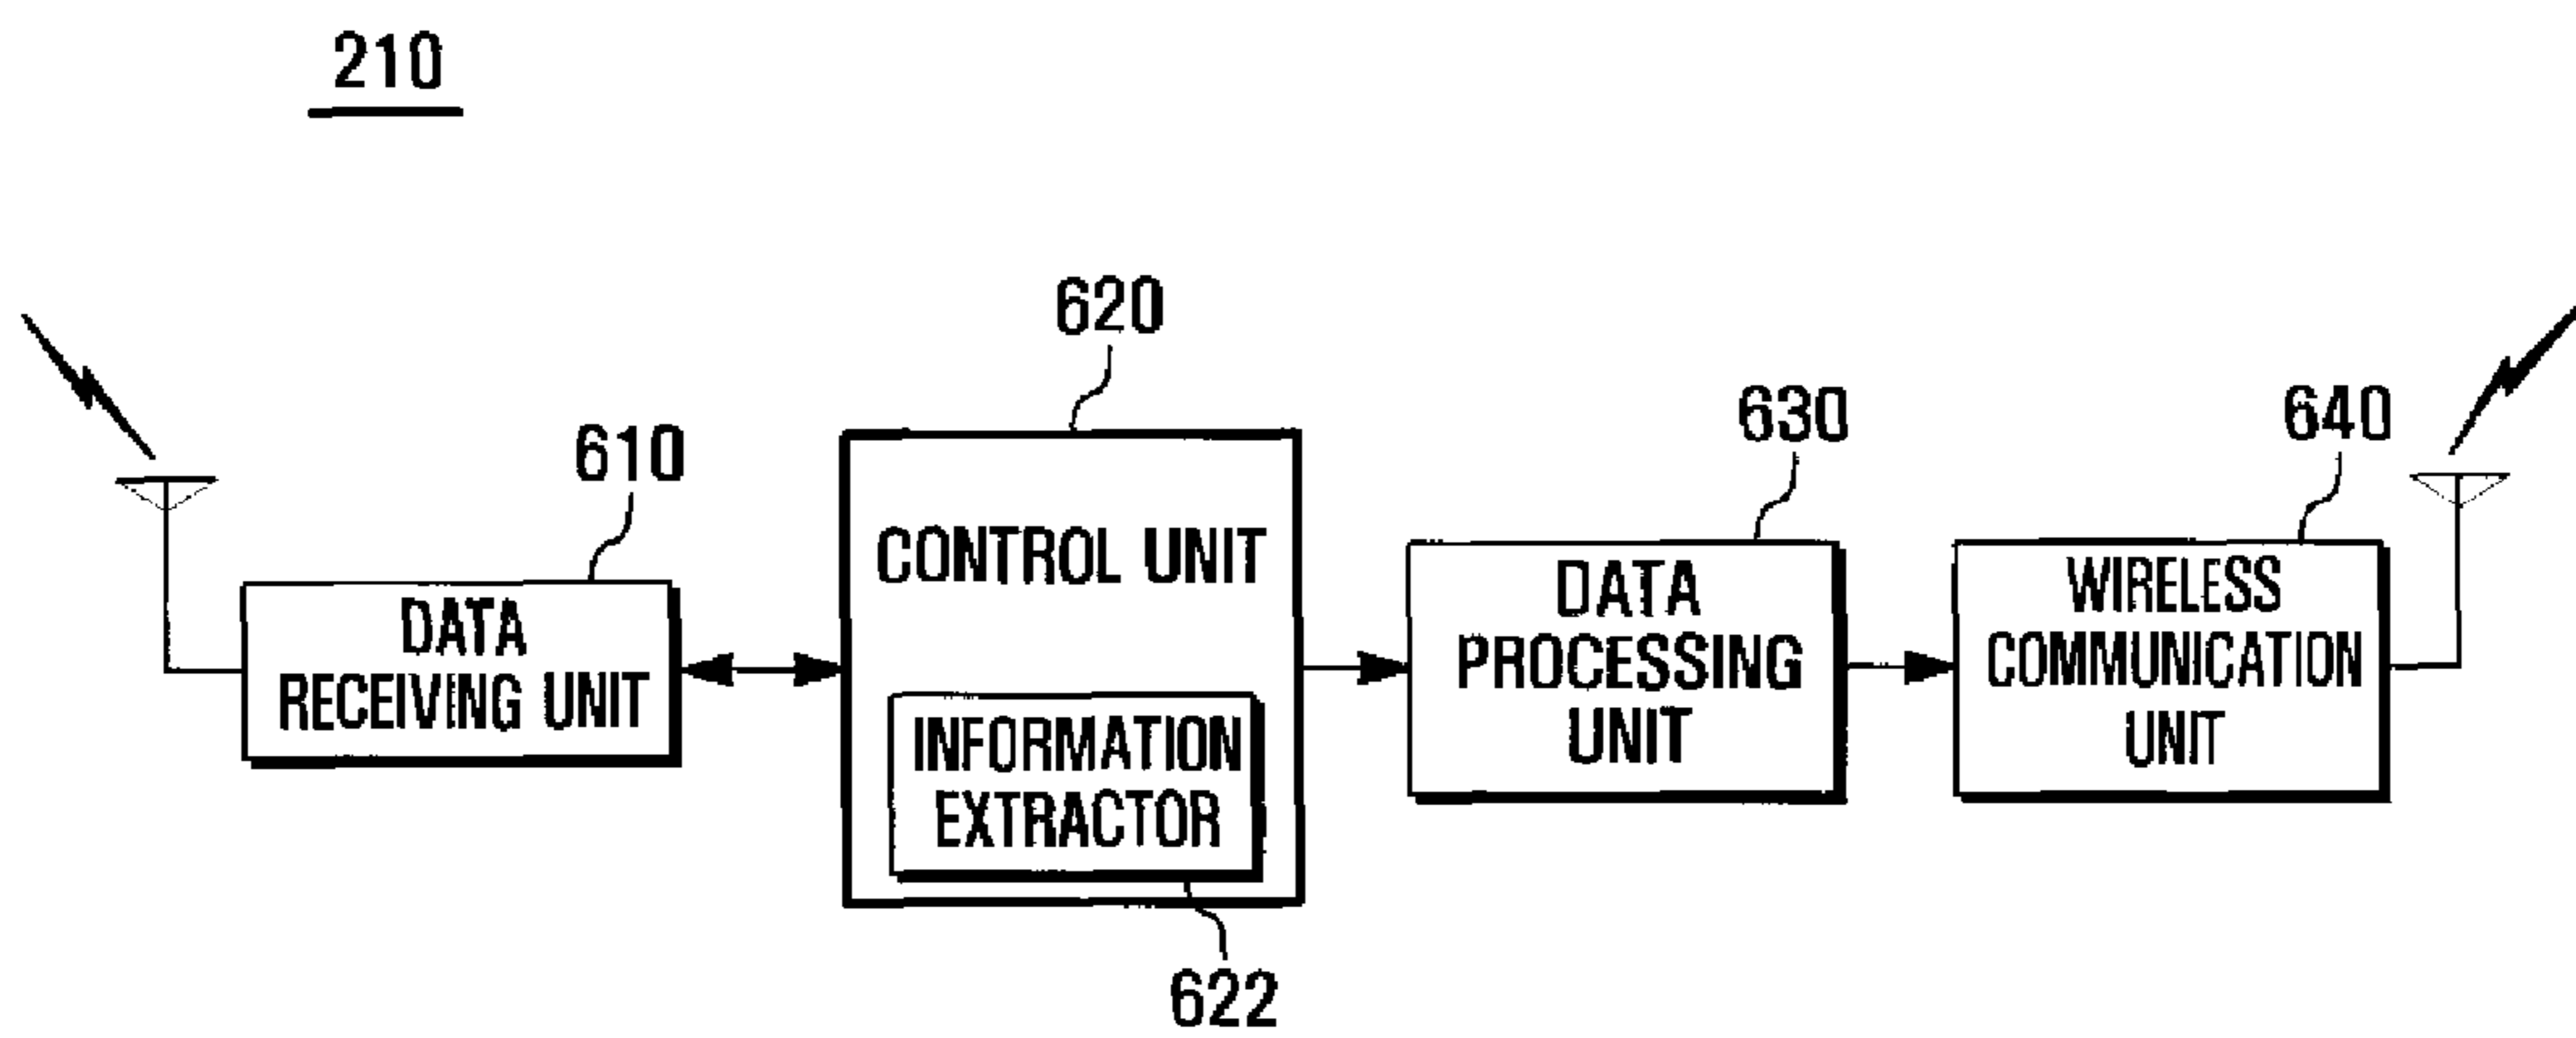 210
620
630
640
610
CONTROL UNIT
DATA
RECEIVING UNIT
INFORMATION
EXTRACTOR
DATA
PROCESSING
UNIT
WIRELESS
COMMUNICATION
UNIT
622